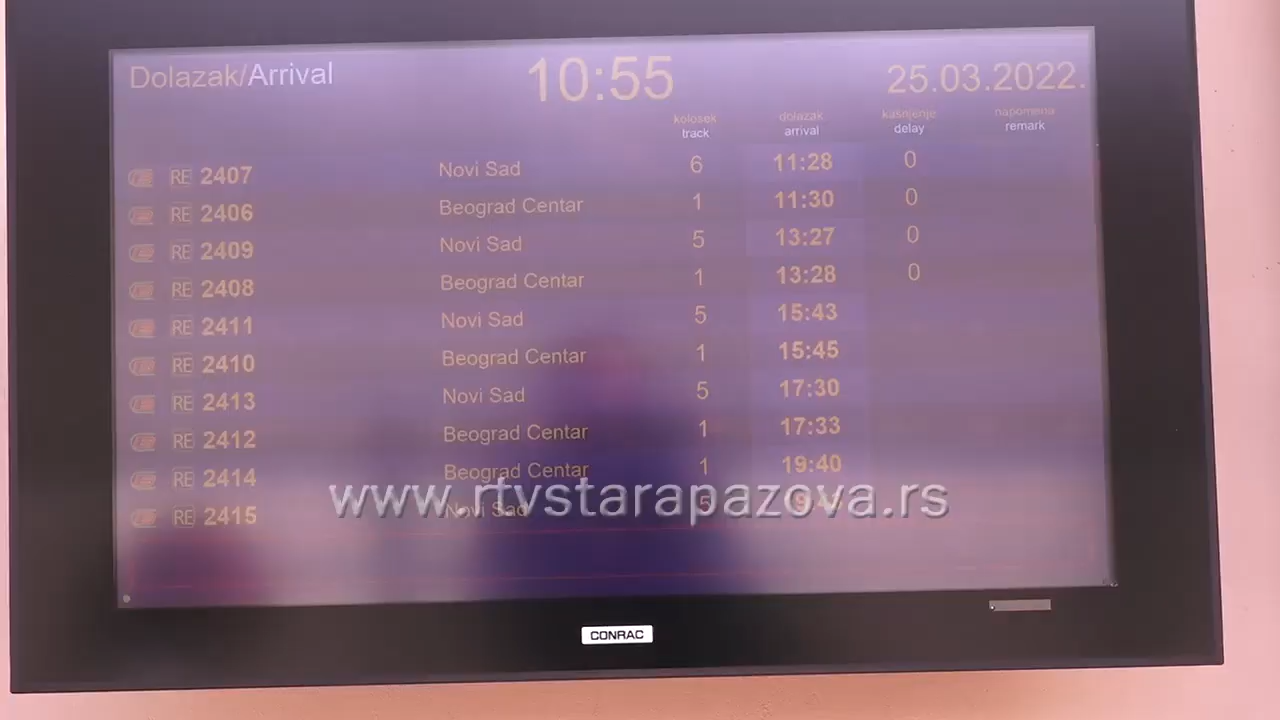 Dolazak/Arrival 10:55 25.03.2022.
kolosek dolazak kašnjenje napomena
track arrival delay remark
RE 2407 Novi Sad 6 11:28 0
RE 2406 Beograd Centar 1 11:30 0
RE 2409 Novi Sad 5 13:27 0
RE 2408 Beograd Centar 1 13:28 0
RE 2411 Novi Sad 5 15:43
RE 2410 Beograd Centar 1 15:45
RE 2413 Novi Sad 5 17:30
RE 2412 Beograd Centar 1 17:33
RE 2414 Beograd Centar 1 19:40
www.rtvstarapazova.rs
RE 2415 Novi Sad 5
CONRAC